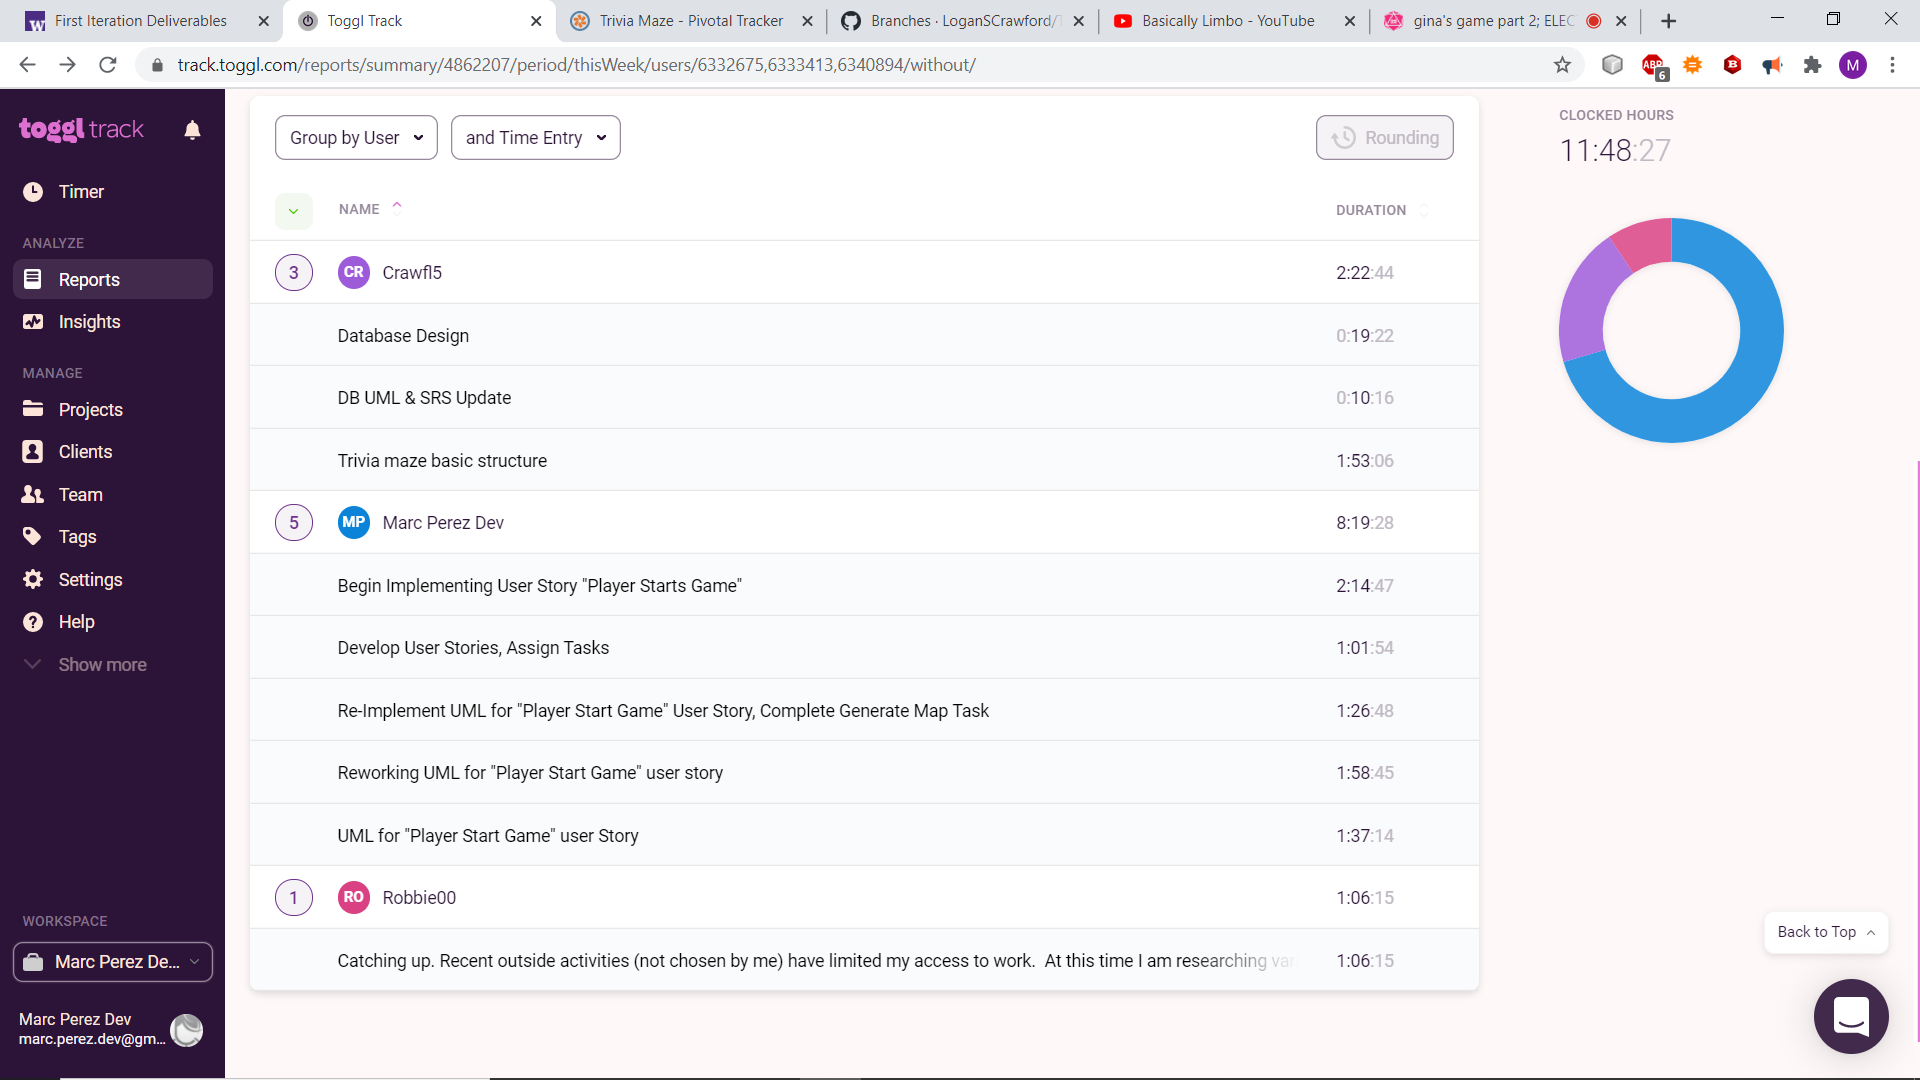 First Iteration Deliverables
Toggl Track
Trivia Maze - Pivotal Tracker
Branches · LoganSCrawford/
Basically Limbo - YouTube
gina's game part 2; ELEC
track.toggl.com/reports/summary/4862207/period/thisWeek/users/6332675,6333413,6340894/without/
ABP
6
B
M
toggl track
Timer
ANALYZE
Reports
Insights
MANAGE
Projects
Clients
Team
Tags
Settings
Help
Show more
WORKSPACE
Marc Perez De...
Marc Perez Dev
marc.perez.dev@gm...
Group by User
and Time Entry
Rounding
NAME
DURATION
3 CR Crawfl5 2:22:44
Database Design 0:19:22
DB UML & SRS Update 0:10:16
Trivia maze basic structure 1:53:06
5 MP Marc Perez Dev 8:19:28
Begin Implementing User Story "Player Starts Game" 2:14:47
Develop User Stories, Assign Tasks 1:01:54
Re-Implement UML for "Player Start Game" User Story, Complete Generate Map Task 1:26:48
Reworking UML for "Player Start Game" user story 1:58:45
UML for "Player Start Game" user Story 1:37:14
1 RO Robbie00 1:06:15
Catching up. Recent outside activities (not chosen by me) have limited my access to work. At this time I am researching var 1:06:15
CLOCKED HOURS
11:48:27
Back to Top